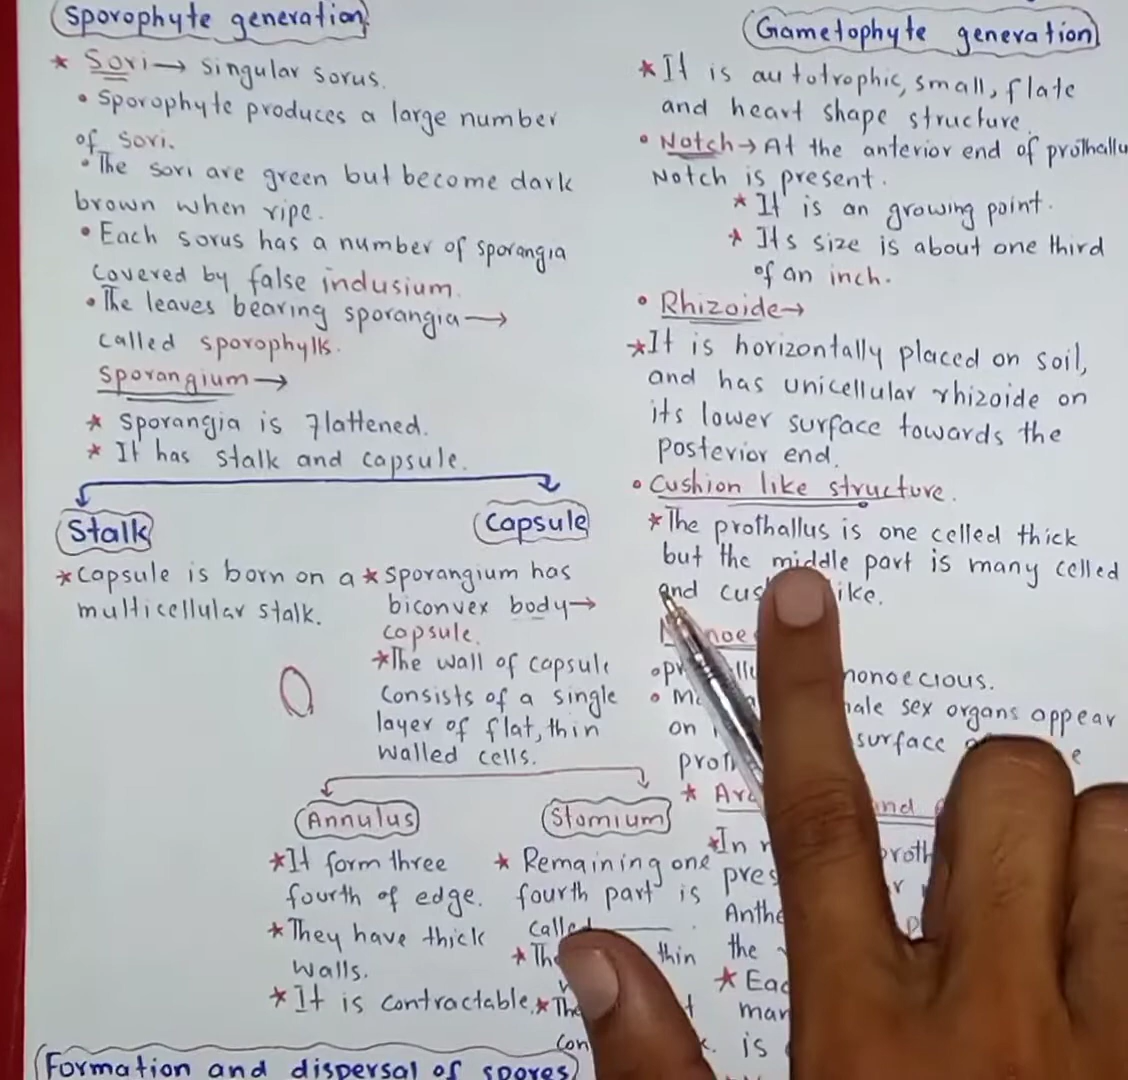 Sporophyte generation
* Sori → singular sorus.
• Sporophyte produces a large number
of sori.
• The sori are green but become dark
brown when ripe.
• Each sorus has a number of sporangia
covered by false indusium.
• The leaves bearing sporangia →
called sporophylls.
Sporangium →
* Sporangia is flattened.
* It has stalk and capsule.
Stalk
* Capsule is born on a
multicellular stalk.
Capsule
* Sporangium has
biconvex body →
capsule.
* The wall of capsule
consists of a single
layer of flat, thin
walled cells.
Annulus
* It form three
fourth of edge.
* They have thick
walls.
* It is contractable.
Stomium
* Remaining one
fourth part is
called
thin
Formation and dispersal of spores
Gametophyte generation
* It is autotrophic, small, flate
and heart shape structure.
• Notch → At the anterior end of prothallu
Notch is present.
* It is an growing point.
* Its size is about one third
of an inch.
• Rhizoide →
* It is horizontally placed on soil,
and has unicellular rhizoide on
its lower surface towards the
posterior end.
• Cushion like structure.
* The prothallus is one celled thick
but the middle part is many celled
and
monoecious.
sex organs appear
on surface
* 
* In
the
*
is